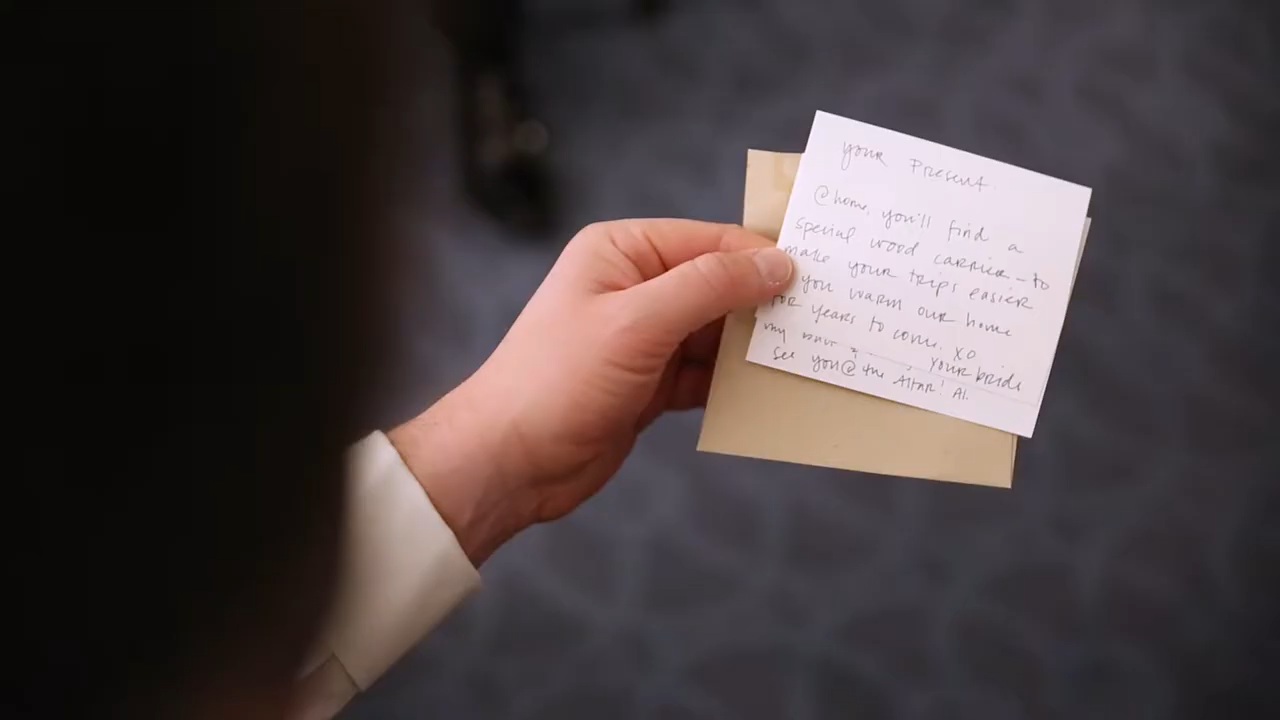 your Present.
@home, you'll find a
special wood carrier - to
make your trips easier
you warm our home
for years to come. xo
my
your bride
See you @ the Altar! Al.